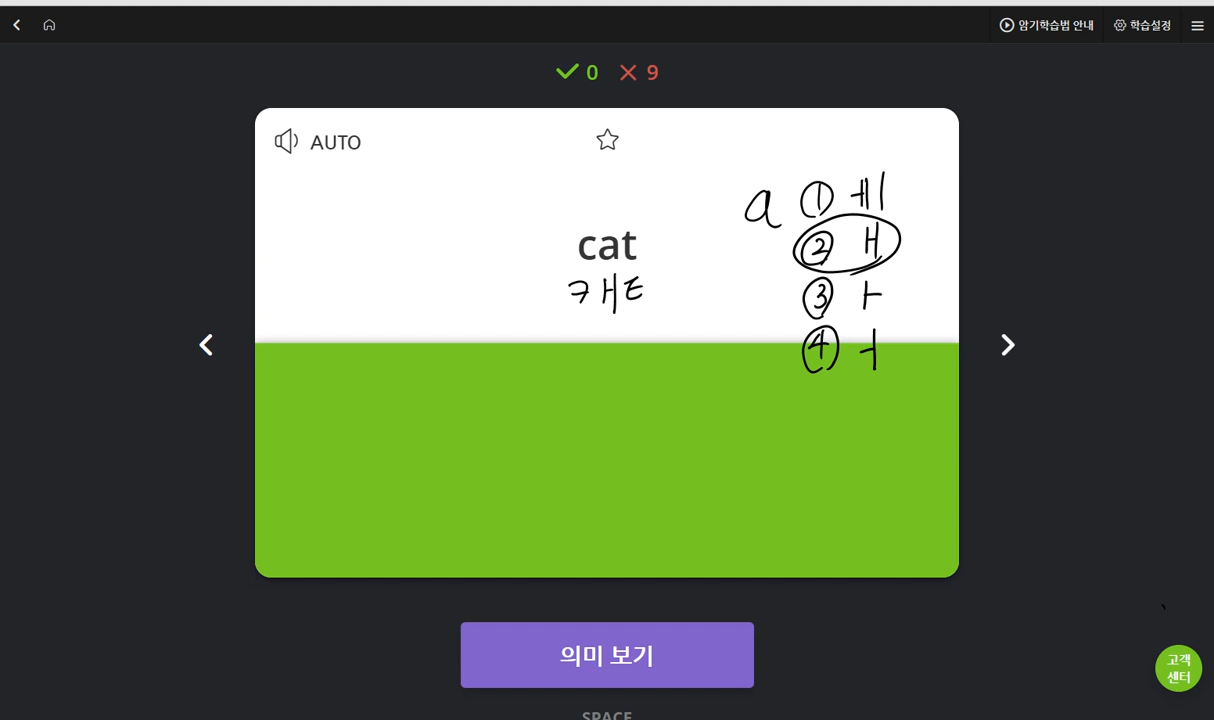 암기학습법 안내 학습설정
0 9
AUTO
cat
캐트
a ① ㅔㅣ
② ㅐ
③ ㅏ
④ ㅓ
의미 보기
고객
센터
SPACE